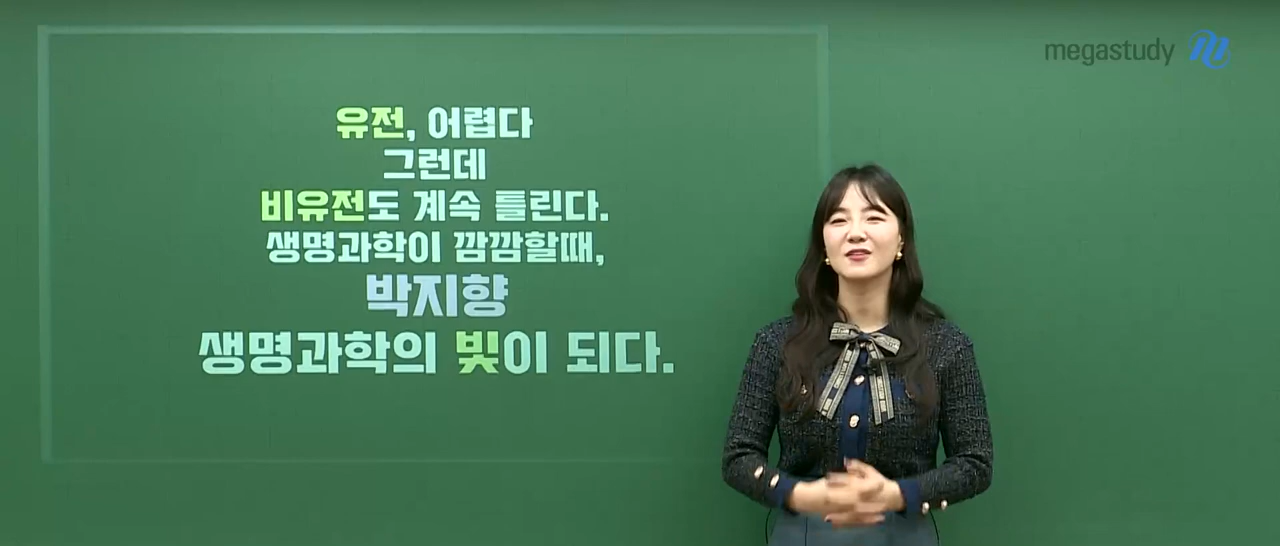 megastudy
유전, 어렵다
그런데
비유전도 계속 틀린다.
생명과학이 깜깜할때,
박지향
생명과학의 빛이 되다.